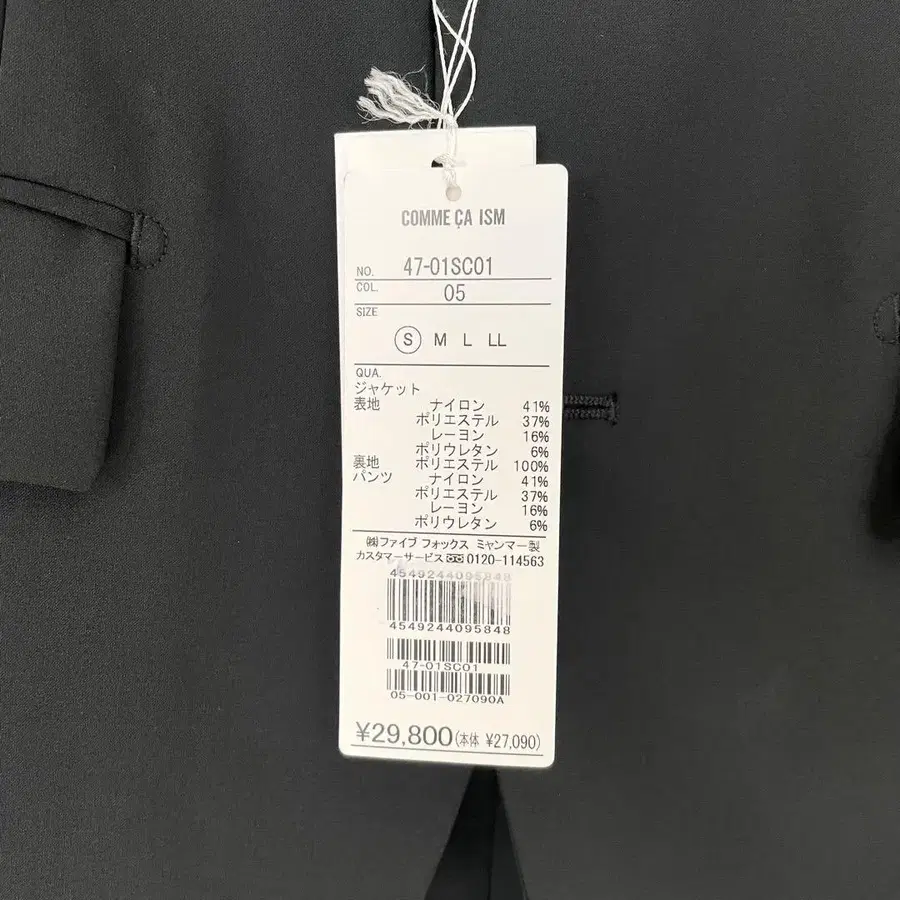 COMME ÇA ISM
NO. 47-01SC01
COL. 05
SIZE
S M L LL
QUA.
ジャケット
表地 ナイロン 41%
ポリエステル 37%
レーヨン 16%
ポリウレタン 6%
裏地 ポリエステル 100%
パンツ ナイロン 41%
ポリエステル 37%
レーヨン 16%
ポリウレタン 6%
㈱ファイブ フォックス ミャンマー製
カスタマーサービス 0120-114563
4549244095848
4549244095848
47-01SC01
05-001-027090A
¥29,800(本体 ¥27,090)